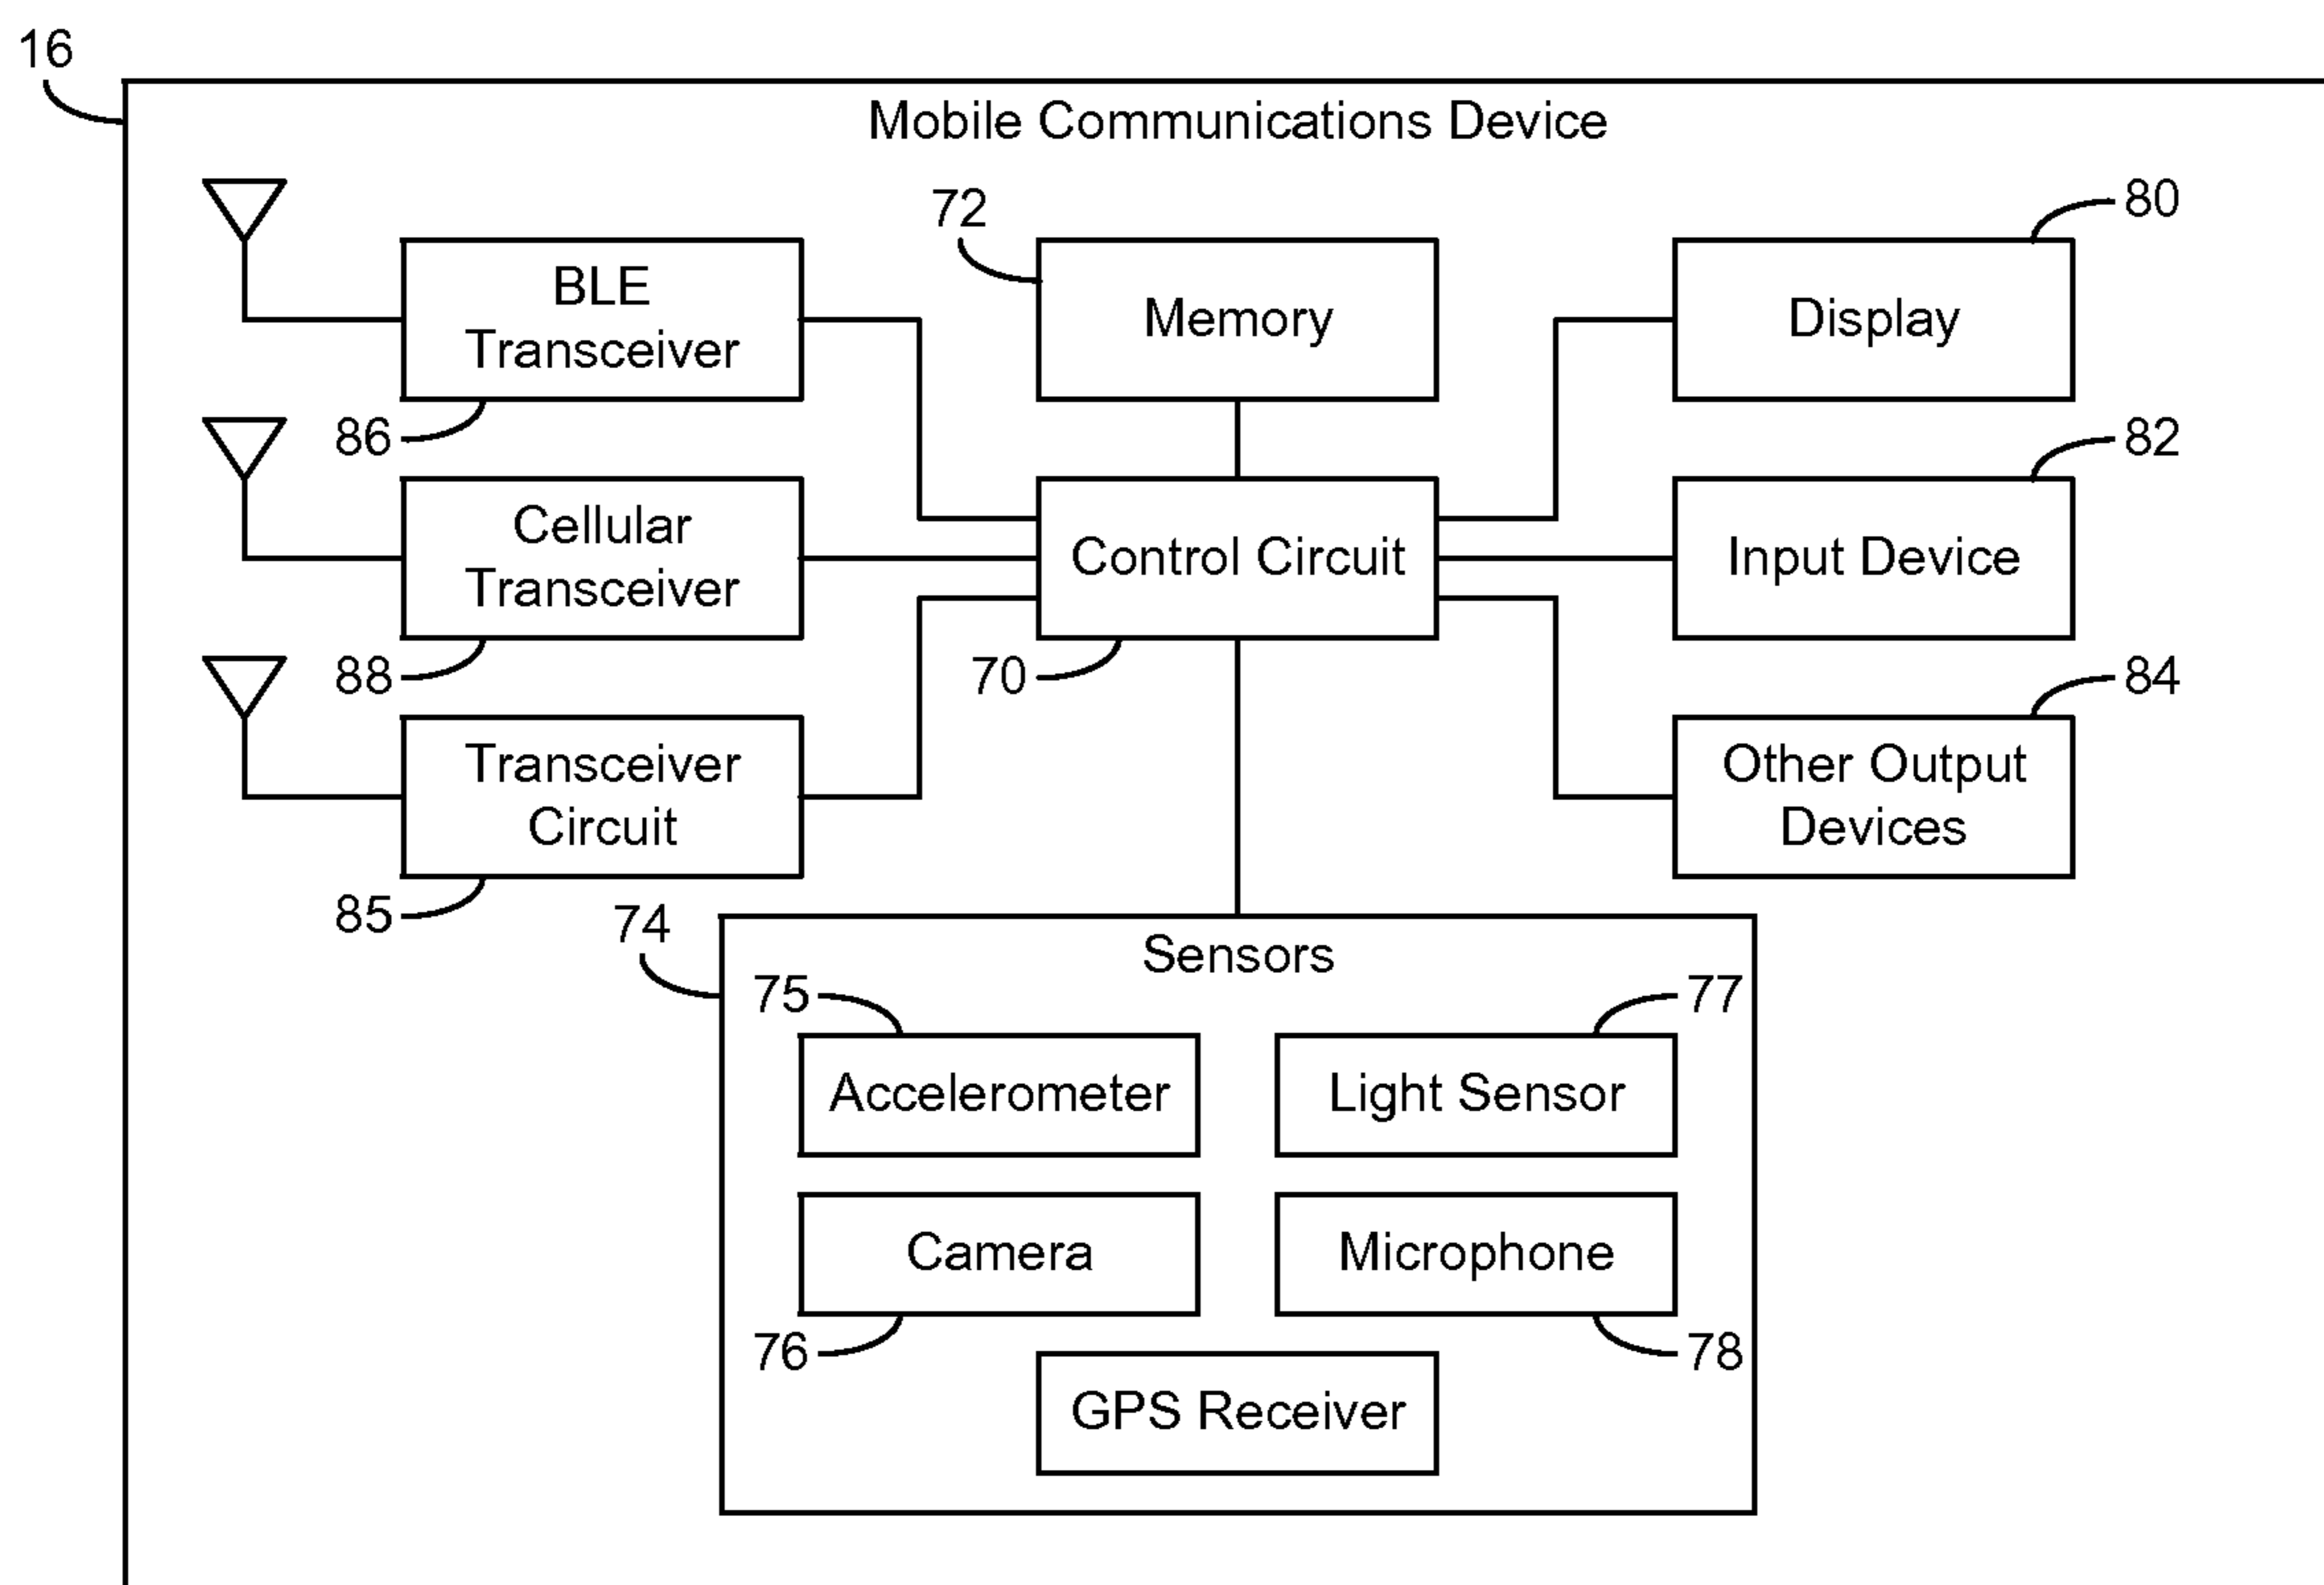 16
Mobile Communications Device
72
80
BLE
Transceiver
Memory
Display
86
82
Cellular
Transceiver
Control Circuit
Input Device
88
70
84
Transceiver
Circuit
Other Output
Devices
85
74
Sensors
75
77
Accelerometer
Light Sensor
Camera
Microphone
76
78
GPS Receiver